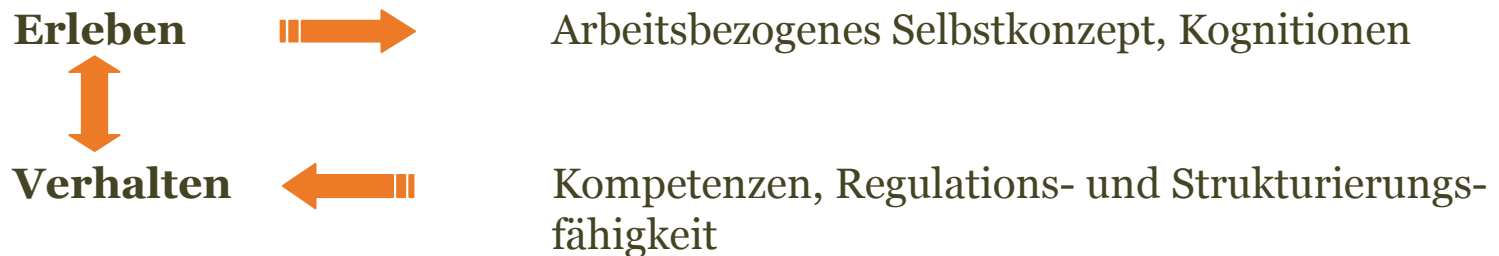 Erleben Arbeitsbezogenes Selbstkonzept, Kognitionen
Verhalten Kompetenzen, Regulations- und Strukturierungs-
fähigkeit